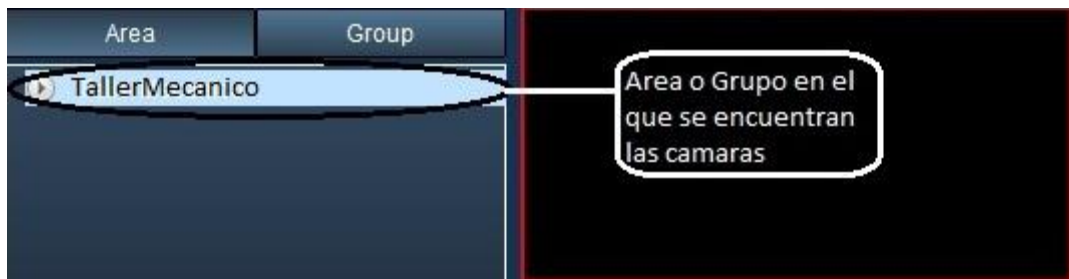 Area Group
TallerMecanico
Area o Grupo en el
que se encuentran
las camaras